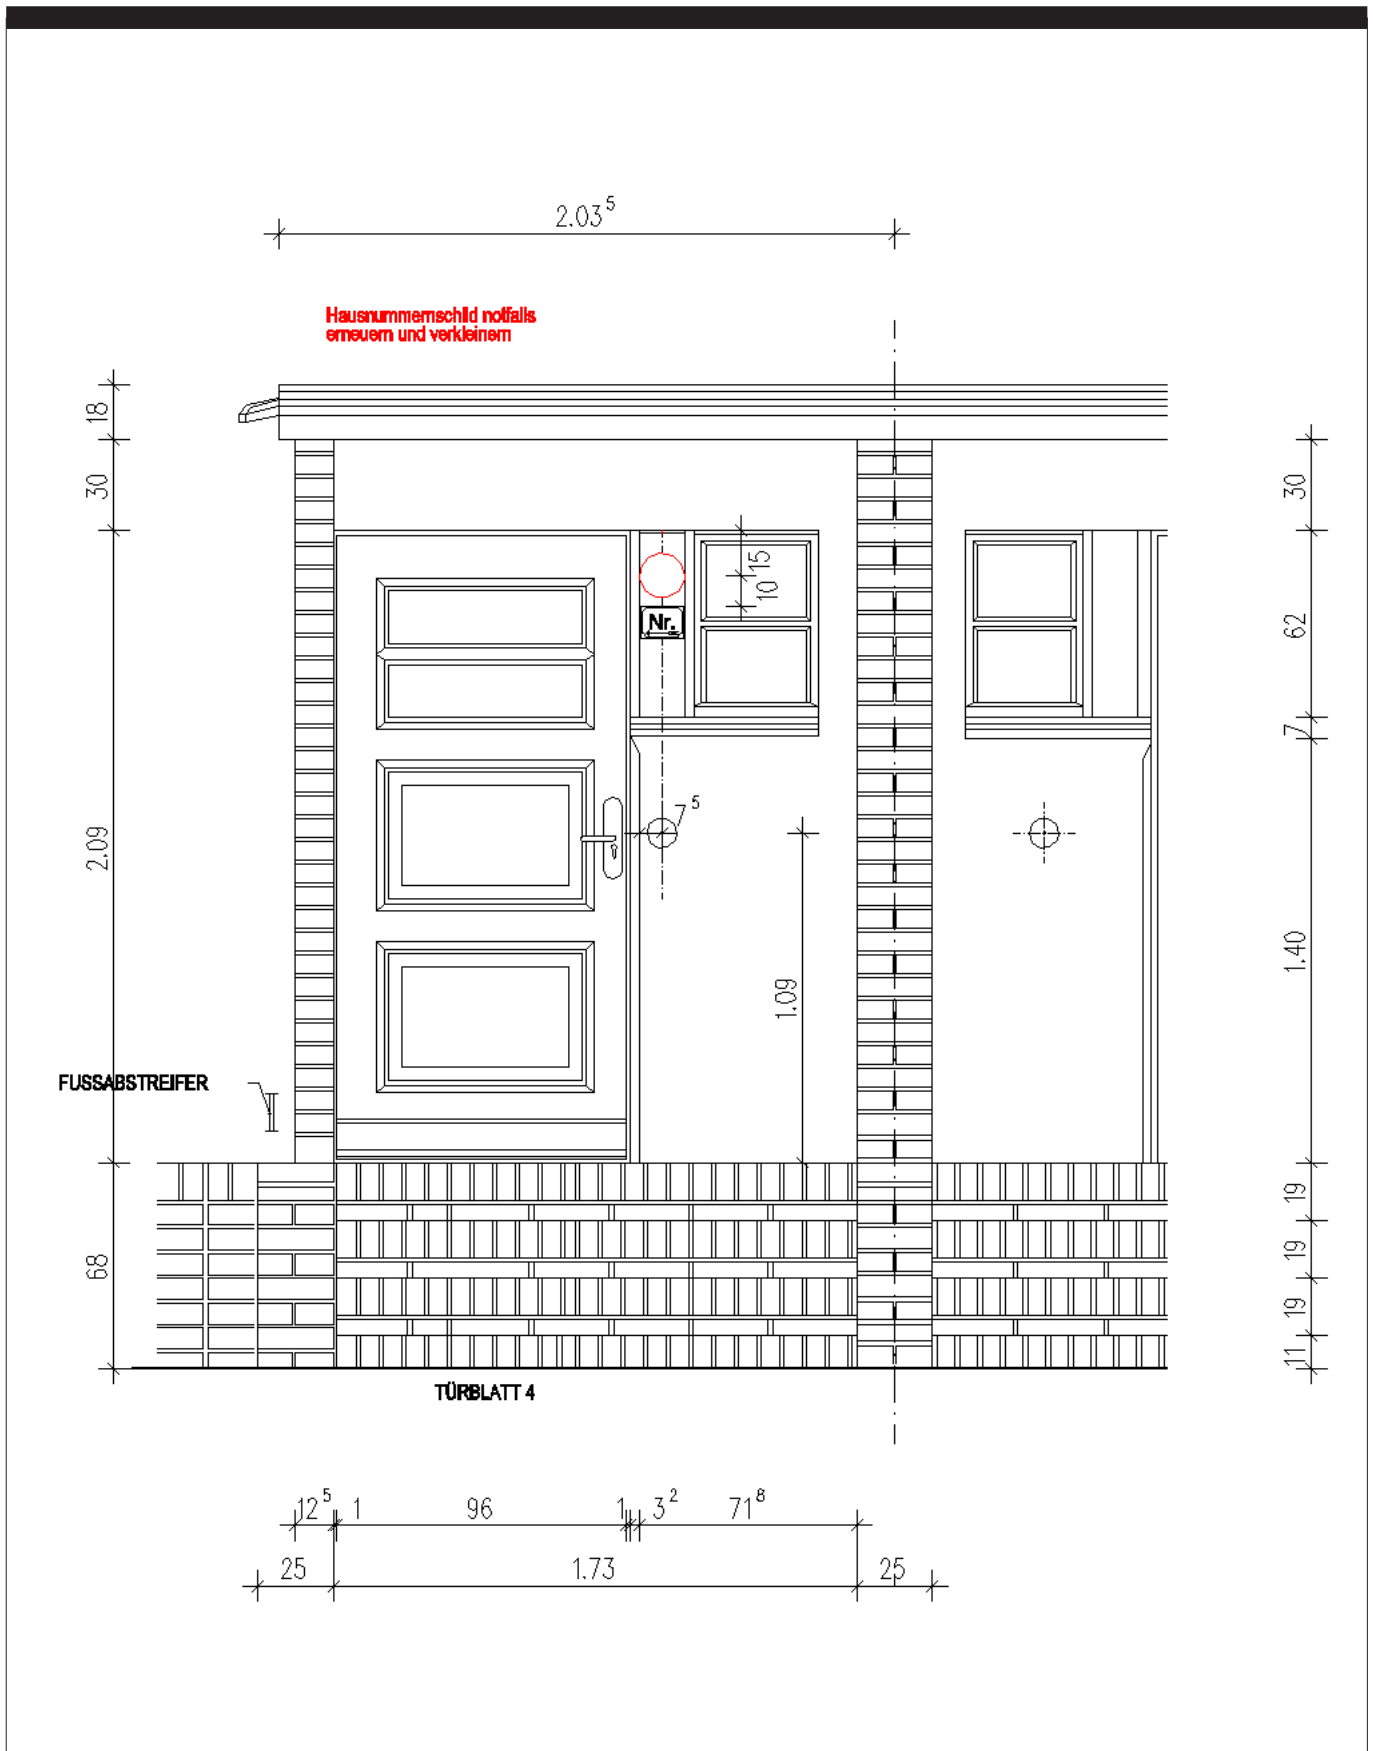 2.03⁵
Hausnummernschild notfalls
erneuern und verkleinern
18
30
30
15
10
Nr.
62
7
7⁵
2.09
1.40
1.09
FUSSABSTREIFER
19
68
19
19
11
TÜRBLATT 4
12⁵ 1 96 1 3² 71⁸
25 1.73 25